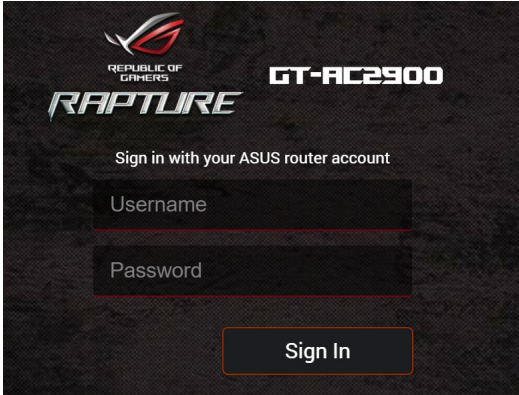 REPUBLIC OF
GAMERS
RAPTURE
GT-AC2900
Sign in with your ASUS router account
Username
Password
Sign In